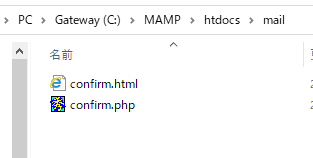 PC > Gateway (C:) > MAMP > htdocs > mail
名前
confirm.html
confirm.php